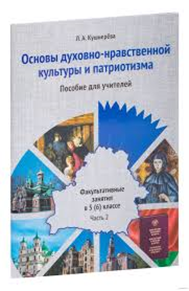 Л. А. Кушнерёва
Основы духовно-нравственной
культуры и патриотизма
Пособие для учителей
Факультативные
занятия
в 5 (6) классе
Часть 2